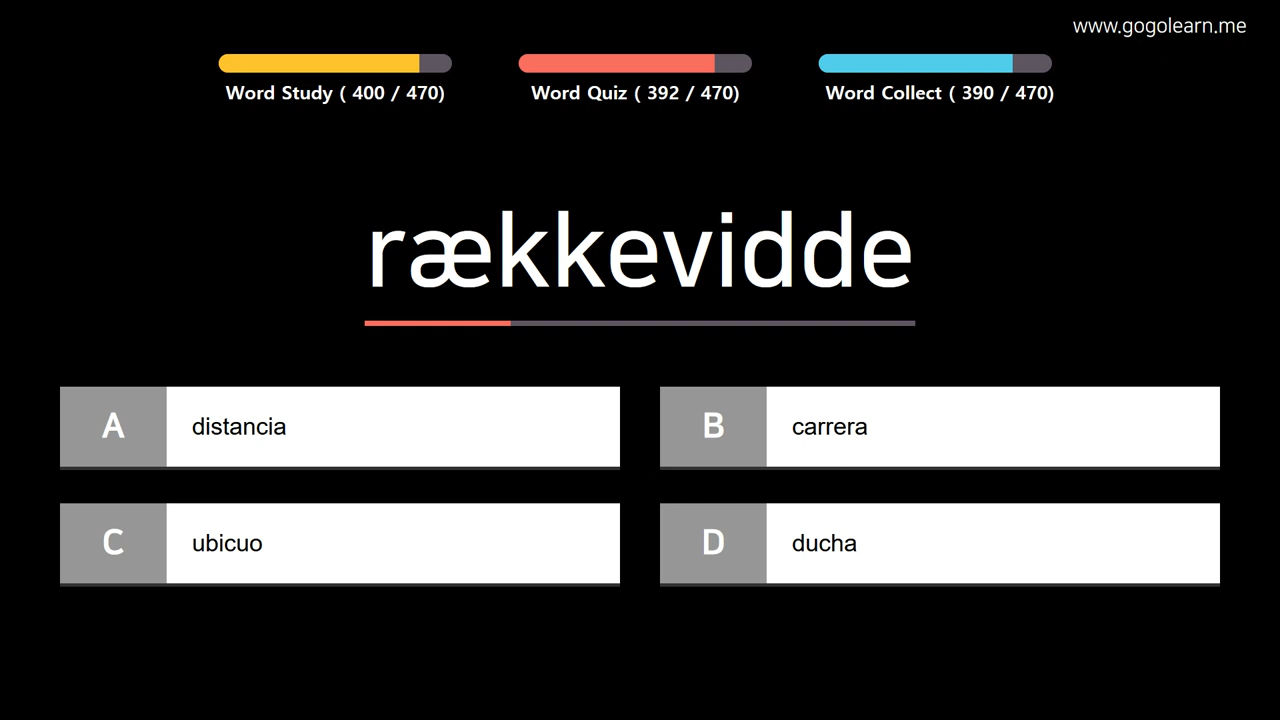 www.gogolearn.me
Word Study ( 400 / 470)
Word Quiz ( 392 / 470)
Word Collect ( 390 / 470)
rækkevidde
A distancia
B carrera
C ubicuo
D ducha